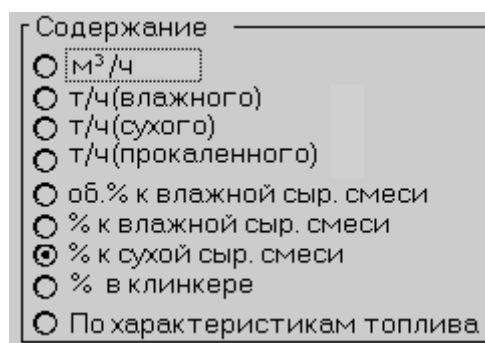 Содержание
м³/ч
т/ч(влажного)
т/ч(сухого)
т/ч(прокаленного)
об.% к влажной сыр. смеси
% к влажной сыр. смеси
% к сухой сыр. смеси
% в клинкере
По характеристикам топлива